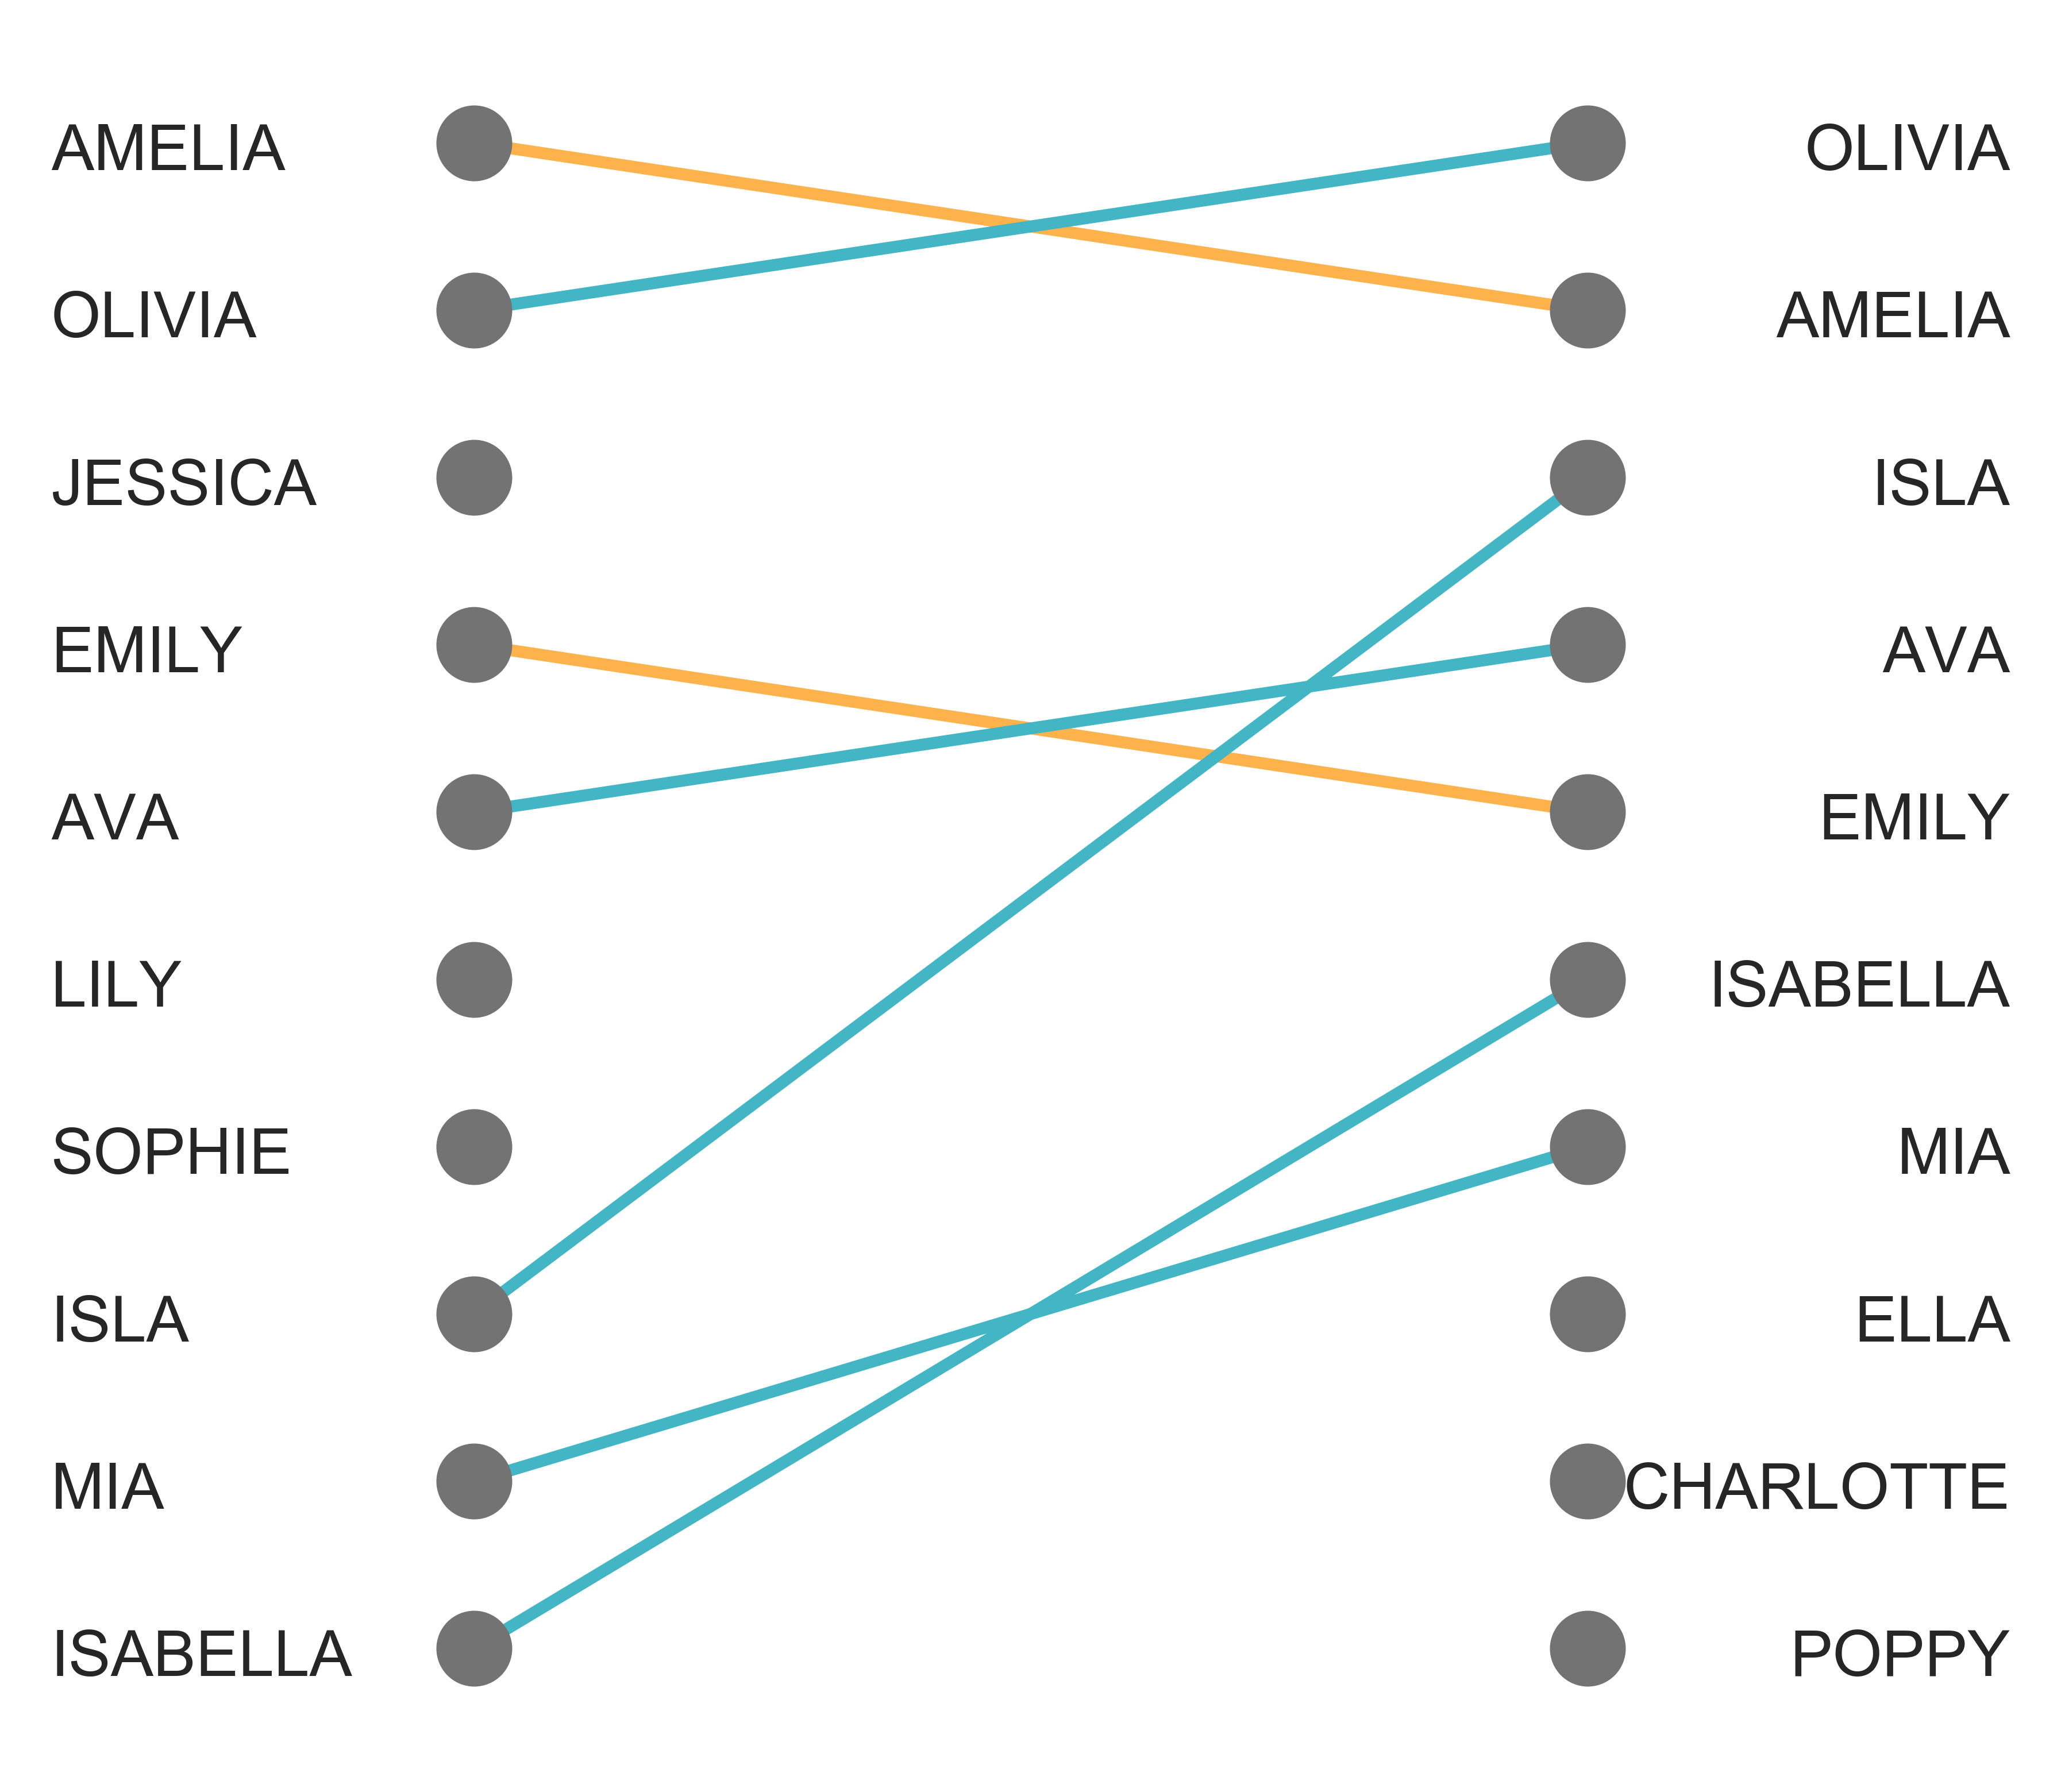 AMELIA OLIVIA
OLIVIA AMELIA
JESSICA ISLA
EMILY AVA
AVA EMILY
LILY ISABELLA
SOPHIE MIA
ISLA ELLA
MIA CHARLOTTE
ISABELLA POPPY